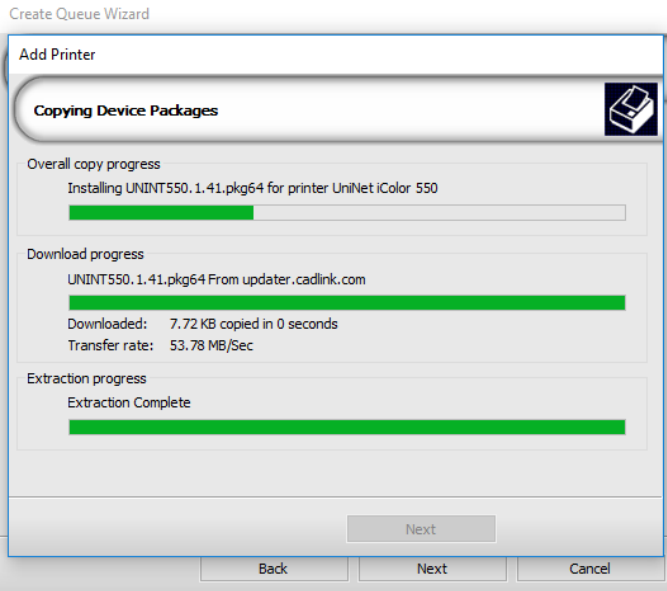 Create Queue Wizard
Add Printer
Copying Device Packages
Overall copy progress
Installing UNINT550.1.41.pkg64 for printer UniNet iColor 550
Download progress
UNINT550.1.41.pkg64 From updater.cadlink.com
Downloaded: 7.72 KB copied in 0 seconds
Transfer rate: 53.78 MB/Sec
Extraction progress
Extraction Complete
Next
Back Next Cancel